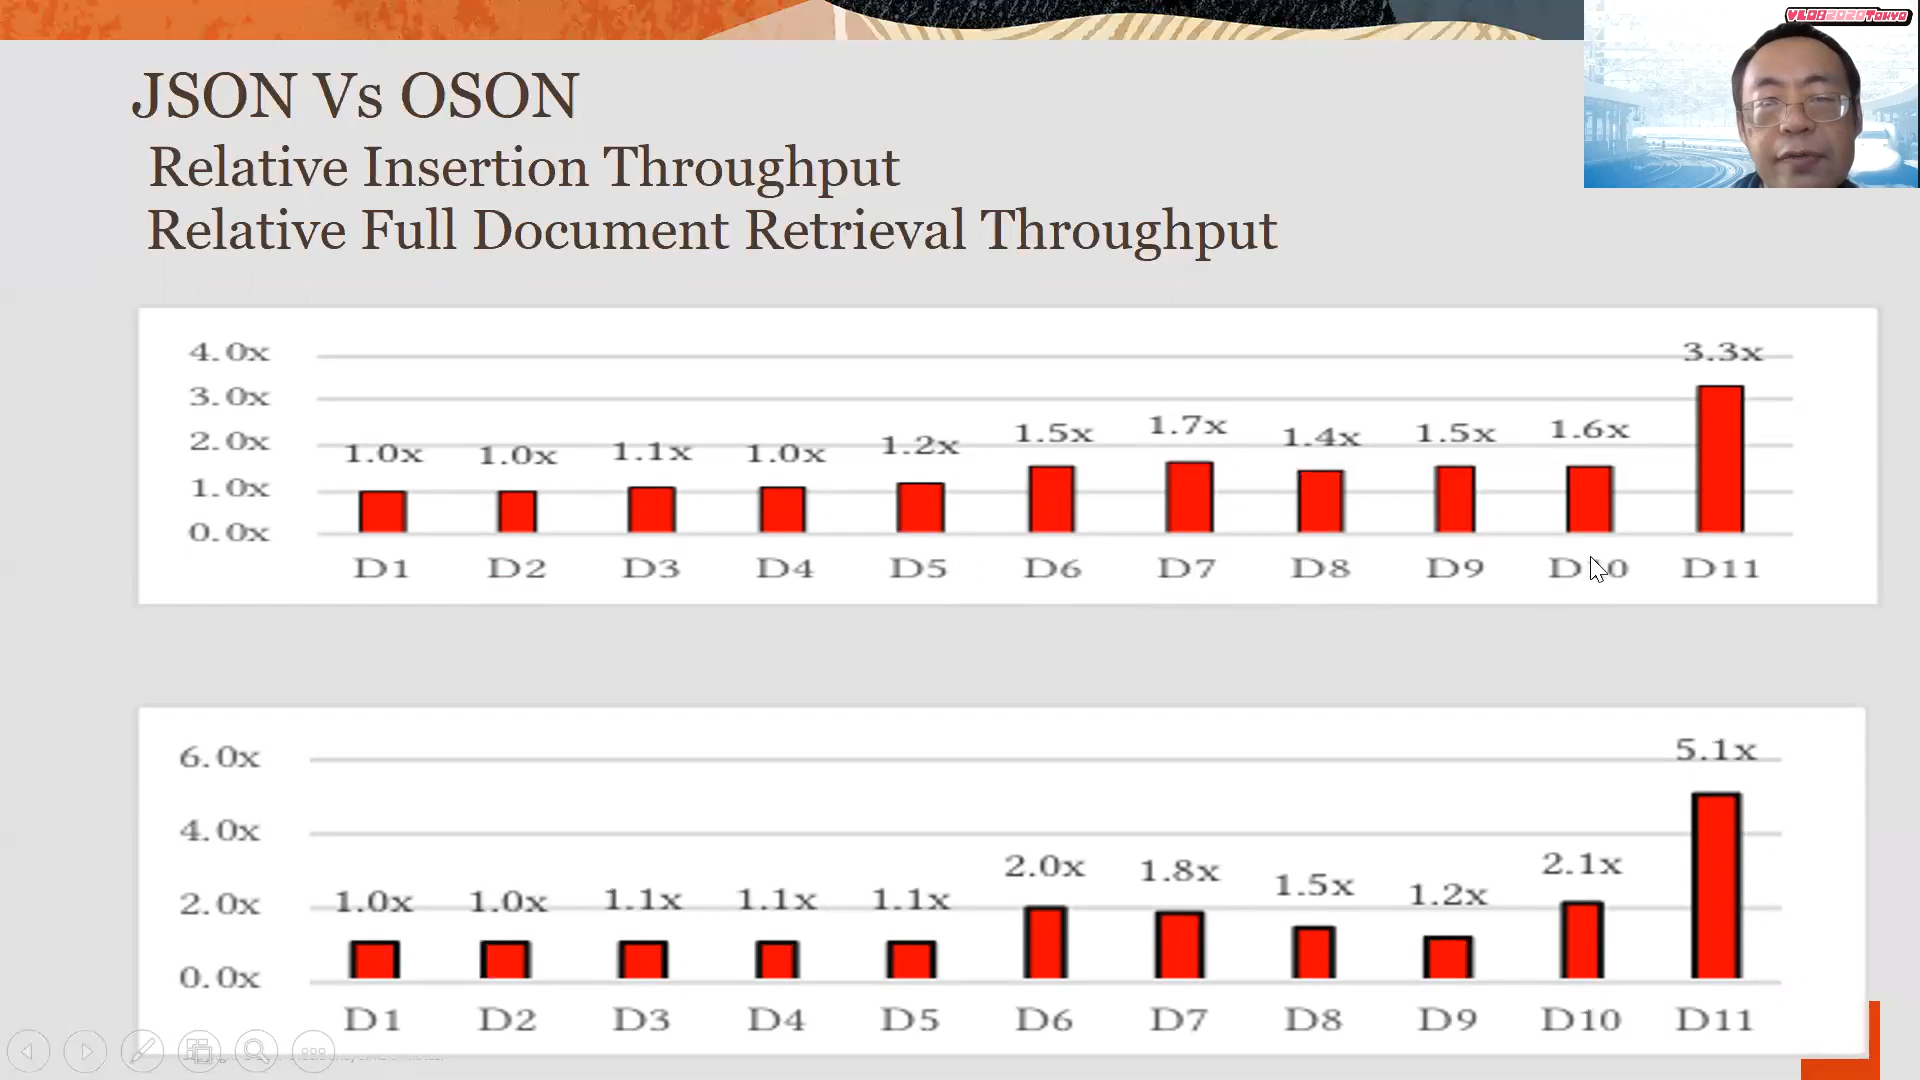 VLDB2020TOKYO
JSON Vs OSON
Relative Insertion Throughput
Relative Full Document Retrieval Throughput
4.0x
3.0x
2.0x
1.0x
0.0x
1.0x 1.0x 1.1x 1.0x 1.2x 1.5x 1.7x 1.4x 1.5x 1.6x 3.3x
D1 D2 D3 D4 D5 D6 D7 D8 D9 D10 D11
6.0x
4.0x
2.0x
0.0x
1.0x 1.0x 1.1x 1.1x 1.1x 2.0x 1.8x 1.5x 1.2x 2.1x 5.1x
D1 D2 D3 D4 D5 D6 D7 D8 D9 D10 D11